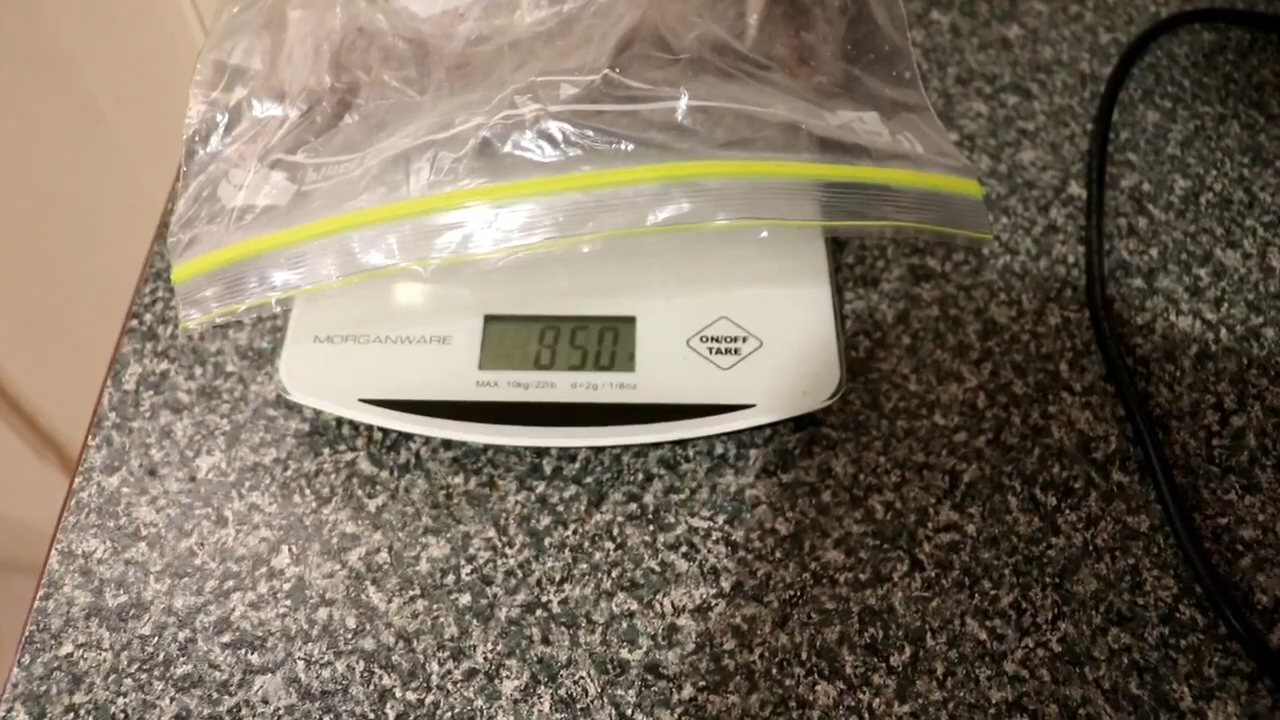 MORGANWARE
850
ON/OFF
TARE
MAX 10kg/22lb d=2g / 1/8oz